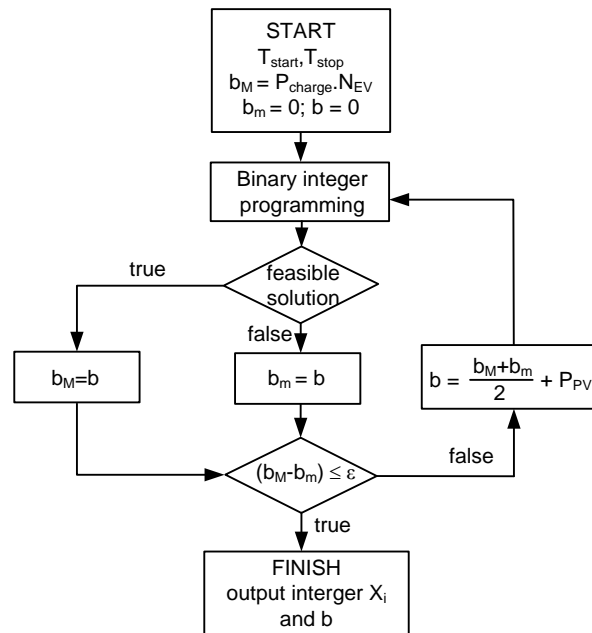 START
T_start,T_stop
b_M = P_charge.N_EV
b_m = 0; b = 0
Binary integer
programming
true
feasible
solution
false
b_M=b
b_m = b
b = (b_M+b_m)/2 + P_PV
(b_M-b_m) ≤ ε
false
true
FINISH
output interger X_i
and b